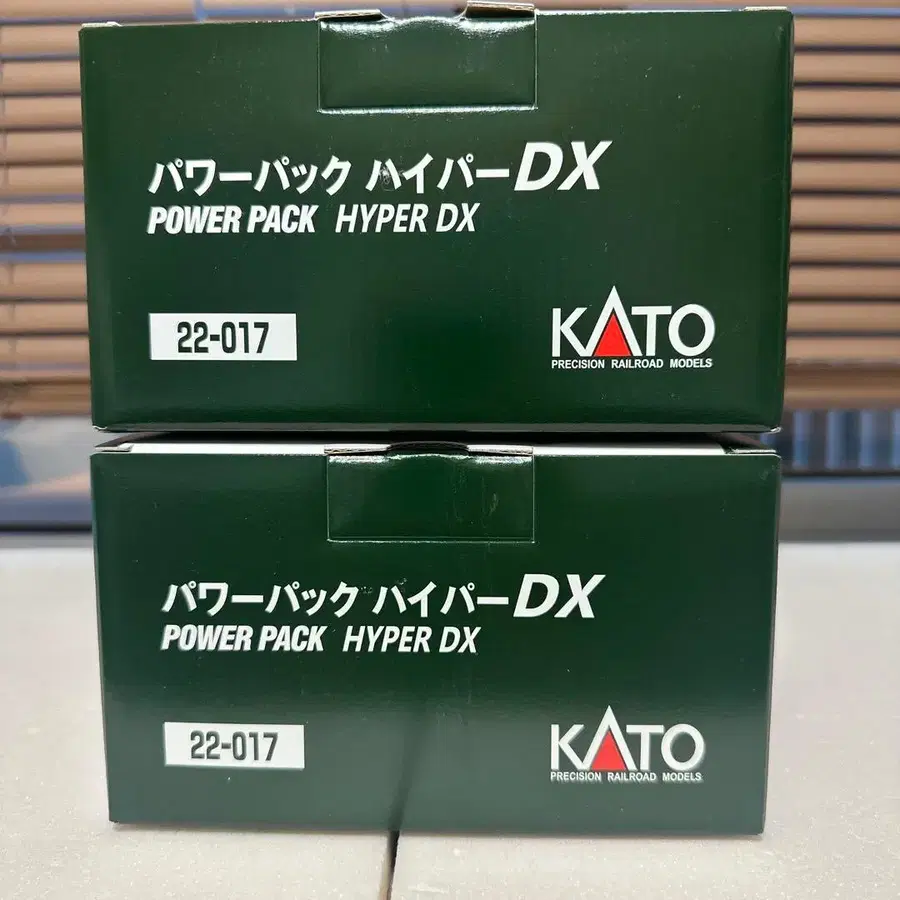 パワーパック ハイパーDX
POWER PACK HYPER DX
22-017
KATO
PRECISION RAILROAD MODELS
パワーパック ハイパーDX
POWER PACK HYPER DX
22-017
KATO
PRECISION RAILROAD MODELS